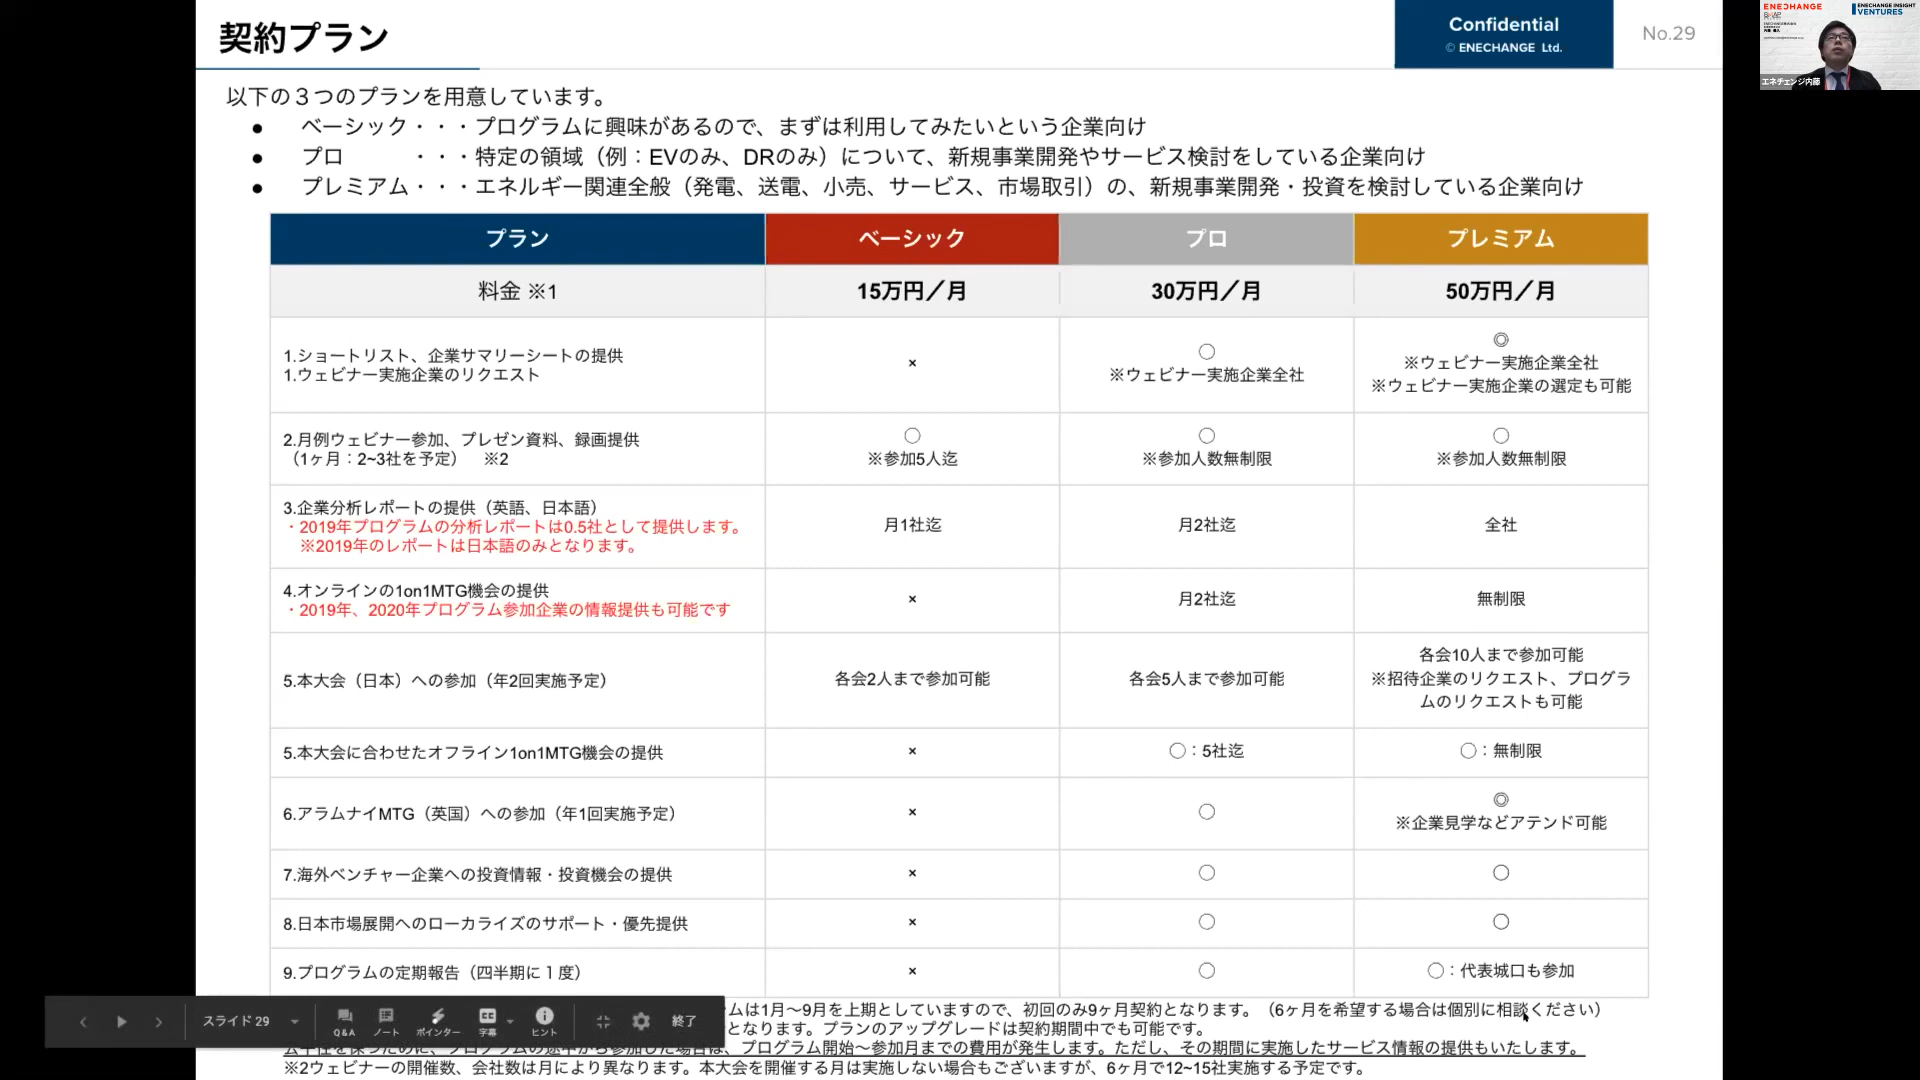 契約プラン
Confidential
© ENECHANGE Ltd.
No.29
ENECHANGE
ENECHANGE INSIGHT
VENTURES
エネチェンジ内藤
以下の３つのプランを用意しています。
● ベーシック・・・プログラムに興味があるので、まずは利用してみたいという企業向け
● プロ ・・・特定の領域（例：EVのみ、DRのみ）について、新規事業開発やサービス検討をしている企業向け
● プレミアム・・・エネルギー関連全般（発電、送電、小売、サービス、市場取引）の、新規事業開発・投資を検討している企業向け
プラン ベーシック プロ プレミアム
料金 ※1 15万円／月 30万円／月 50万円／月
1.ショートリスト、企業サマリーシートの提供
1.ウェビナー実施企業のリクエスト
×
〇
※ウェビナー実施企業全社
◎
※ウェビナー実施企業全社
※ウェビナー実施企業の選定も可能
2.月例ウェビナー参加、プレゼン資料、録画提供
（1ヶ月：2~3社を予定） ※2
〇
※参加5人迄
〇
※参加人数無制限
〇
※参加人数無制限
3.企業分析レポートの提供（英語、日本語）
・2019年プログラムの分析レポートは0.5社として提供します。
※2019年のレポートは日本語のみとなります。
月1社迄
月2社迄
全社
4.オンラインの1on1MTG機会の提供
・2019年、2020年プログラム参加企業の情報提供も可能です
×
月2社迄
無制限
5.本大会（日本）への参加（年2回実施予定）
各会2人まで参加可能
各会5人まで参加可能
各会10人まで参加可能
※招待企業のリクエスト、プログラ
ムのリクエストも可能
5.本大会に合わせたオフライン1on1MTG機会の提供
×
〇：5社迄
〇：無制限
6.アラムナイMTG（英国）への参加（年1回実施予定）
×
〇
◎
※企業見学などアテンド可能
7.海外ベンチャー企業への投資情報・投資機会の提供
×
〇
〇
8.日本市場展開へのローカライズのサポート・優先提供
×
〇
〇
9.プログラムの定期報告（四半期に１度）
×
〇
〇：代表城口も参加
ムは1月〜9月を上期としていますので、初回のみ9ヶ月契約となります。（6ヶ月を希望する場合は個別に相談ください）
となります。プランのアップグレードは契約期間中でも可能です。
プログラム開始〜参加月までの費用が発生します。ただし、その期間に実施したサービス情報の提供もいたします。
※2ウェビナーの開催数、会社数は月により異なります。本大会を開催する月は実施しない場合もございますが、6ヶ月で12~15社実施する予定です。
スライド 29
Q&A
ノート
ポインター
字幕
ヒント
終了